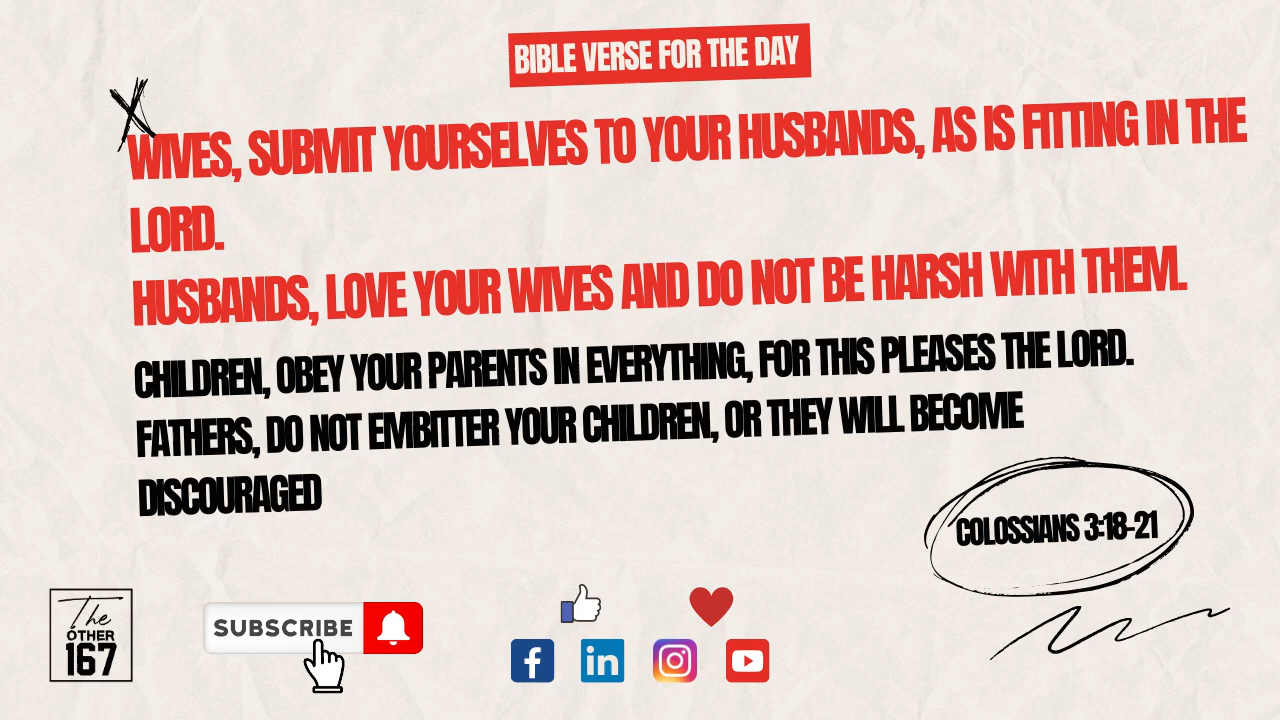 BIBLE VERSE FOR THE DAY
WIVES, SUBMIT YOURSELVES TO YOUR HUSBANDS, AS IS FITTING IN THE
LORD.
HUSBANDS, LOVE YOUR WIVES AND DO NOT BE HARSH WITH THEM.
CHILDREN, OBEY YOUR PARENTS IN EVERYTHING, FOR THIS PLEASES THE LORD.
FATHERS, DO NOT EMBITTER YOUR CHILDREN, OR THEY WILL BECOME
DISCOURAGED
COLOSSIANS 3:18-21
The
OTHER
167
SUBSCRIBE
f
in